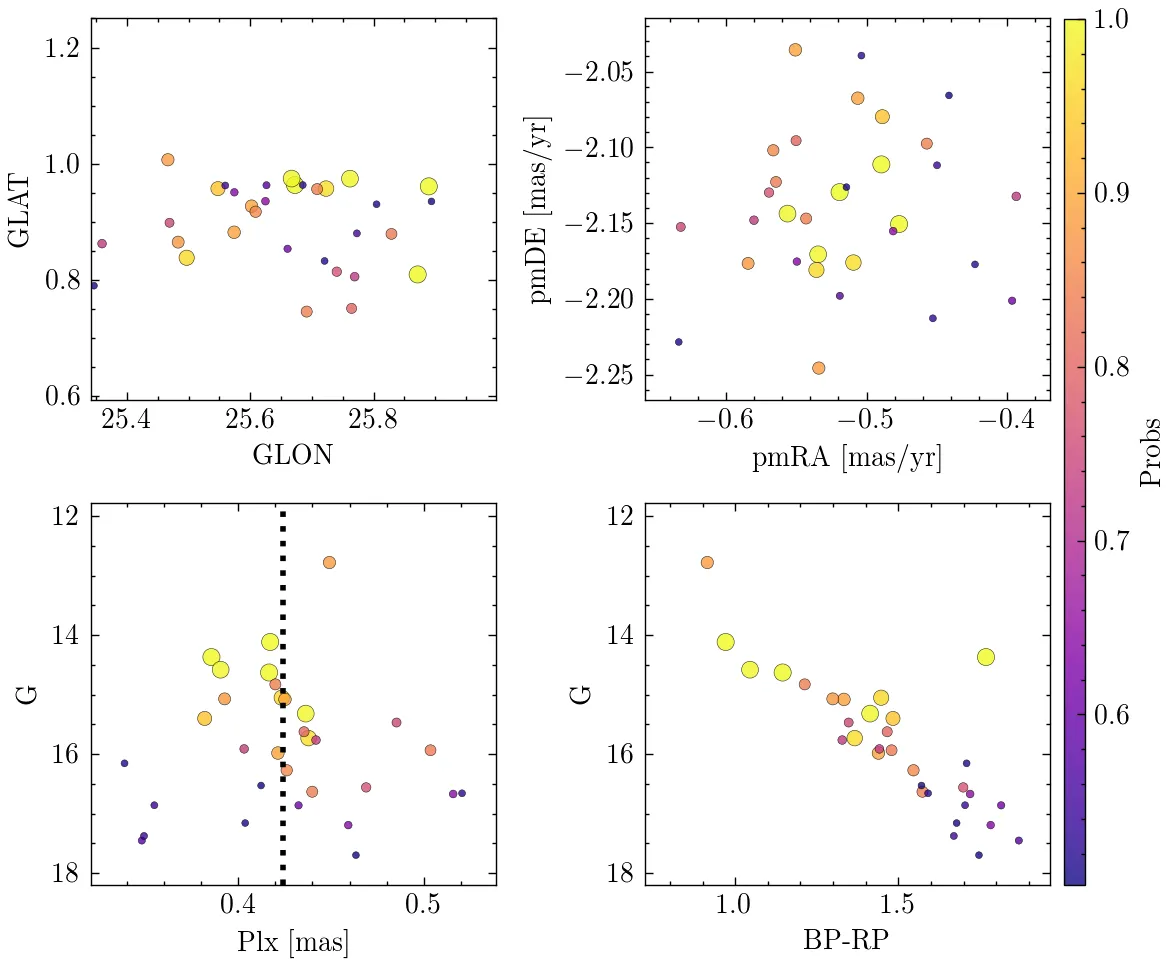 1.2
1.0
0.8
0.6
GLAT
25.4 25.6 25.8
GLON
−2.05
−2.10
−2.15
−2.20
−2.25
pmDE [mas/yr]
−0.6 −0.5 −0.4
pmRA [mas/yr]
12
14
16
18
G
0.4 0.5
Plx [mas]
12
14
16
18
G
1.0 1.5
BP-RP
1.0
0.9
0.8
0.7
0.6
Probs